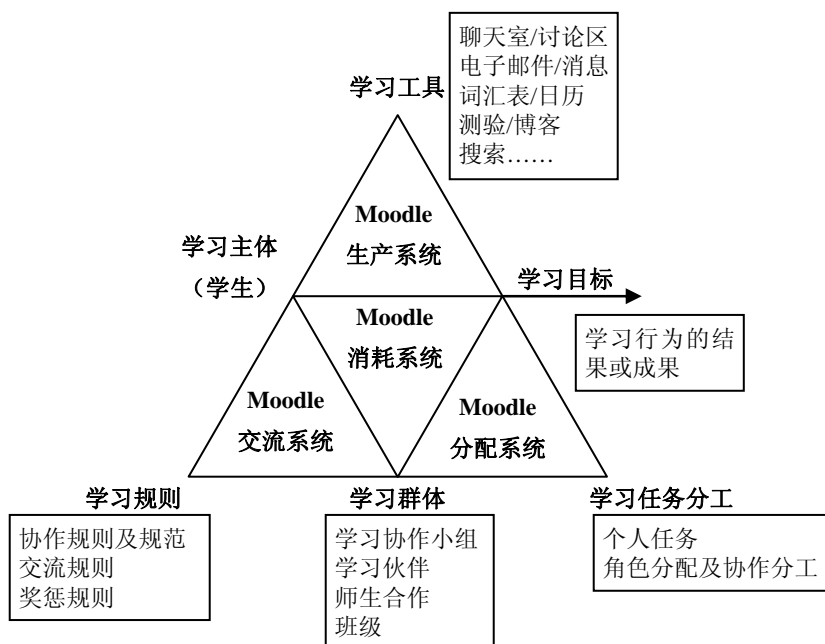 聊天室/讨论区
电子邮件/消息
词汇表/日历
测验/博客
搜索……
学习工具
Moodle
生产系统
学习主体
（学生）
学习目标
学习行为的结
果或成果
Moodle
消耗系统
Moodle
交流系统
Moodle
分配系统
学习规则
协作规则及规范
交流规则
奖惩规则
学习群体
学习协作小组
学习伙伴
师生合作
班级
学习任务分工
个人任务
角色分配及协作分工